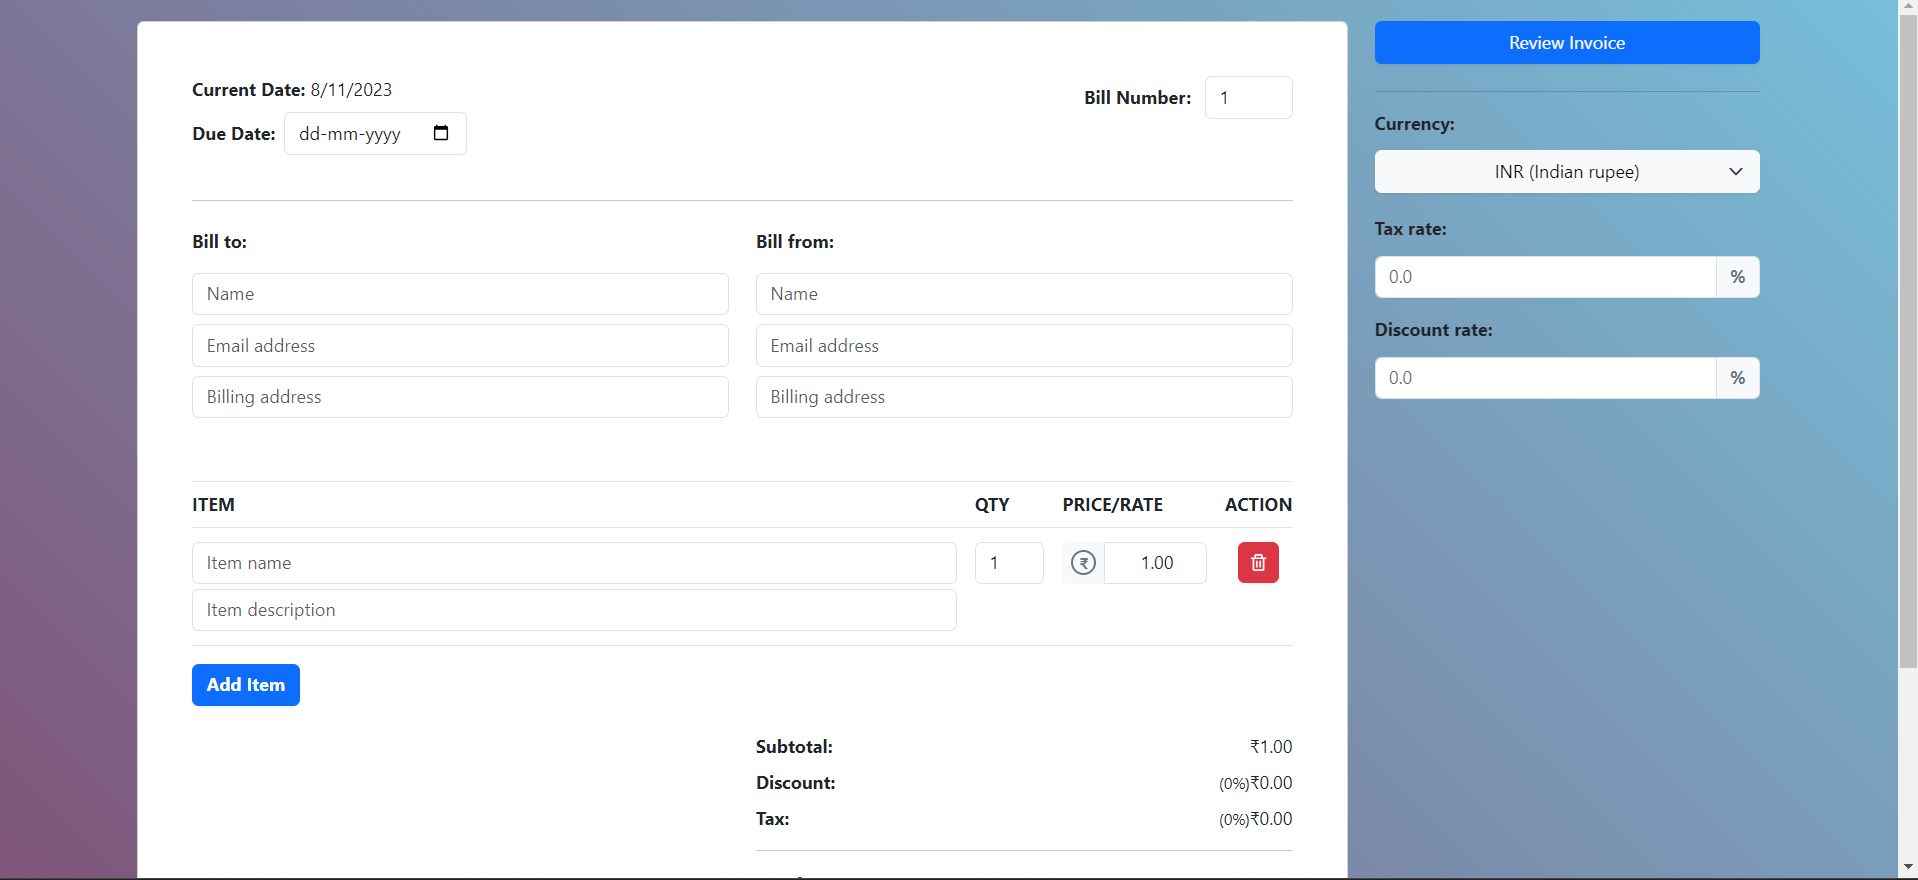 Current Date: 8/11/2023
Bill Number: 1
Due Date: dd-mm-yyyy
Bill to:
Bill from:
Name
Name
Email address
Email address
Billing address
Billing address
ITEM QTY PRICE/RATE ACTION
Item name 1 ₹ 1.00
Item description
Add Item
Subtotal: ₹1.00
Discount: (0%)₹0.00
Tax: (0%)₹0.00
Review Invoice
Currency:
INR (Indian rupee)
Tax rate:
0.0 %
Discount rate:
0.0 %